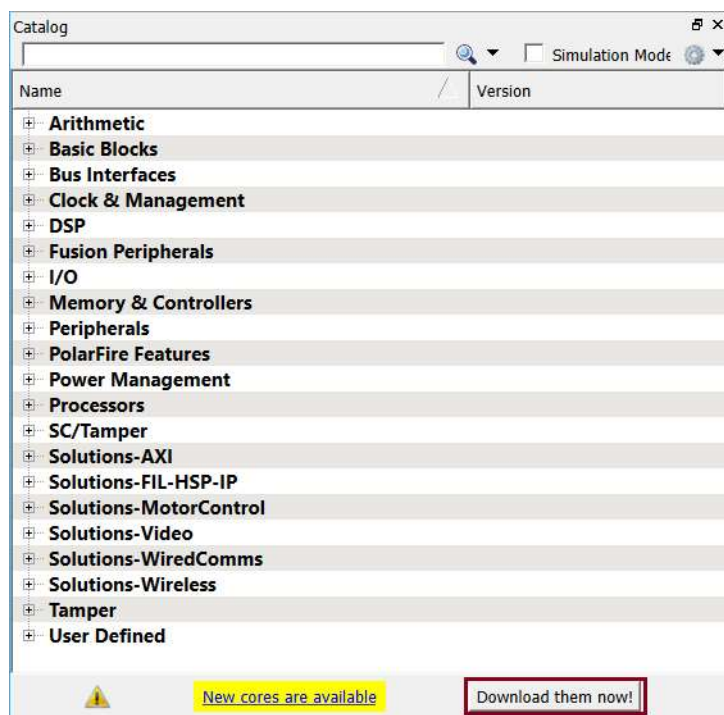 Catalog
Simulation Mode
Name Version
Arithmetic
Basic Blocks
Bus Interfaces
Clock & Management
DSP
Fusion Peripherals
I/O
Memory & Controllers
Peripherals
PolarFire Features
Power Management
Processors
SC/Tamper
Solutions-AXI
Solutions-FIL-HSP-IP
Solutions-MotorControl
Solutions-Video
Solutions-WiredComms
Solutions-Wireless
Tamper
User Defined
New cores are available Download them now!